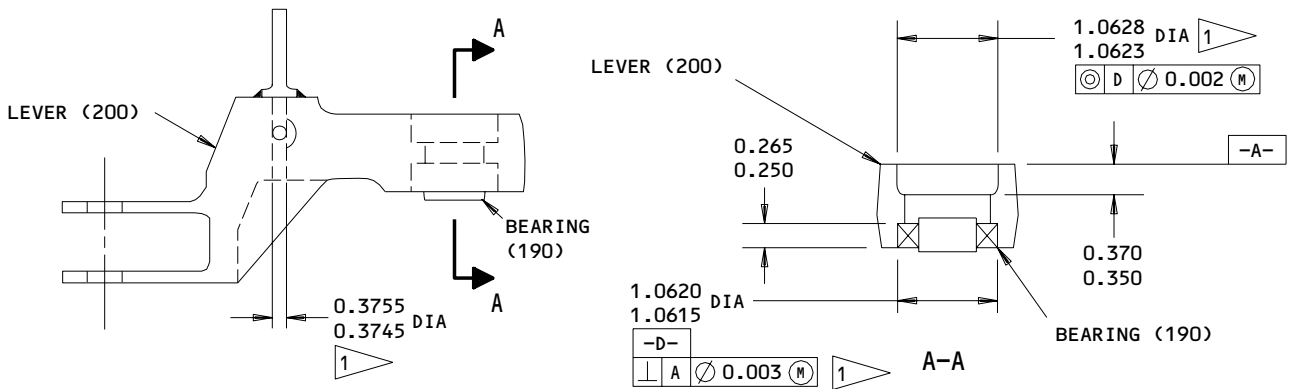 A
LEVER (200)
BEARING
(190)
A
0.3755
0.3745 DIA
1
1.0628
1.0623 DIA 1
◎ D ∅ 0.002 Ⓜ
LEVER (200)
-A-
0.265
0.250
0.370
0.350
1.0620
1.0615 DIA
-D-
⊥ A ∅ 0.003 Ⓜ 1
BEARING (190)
A-A